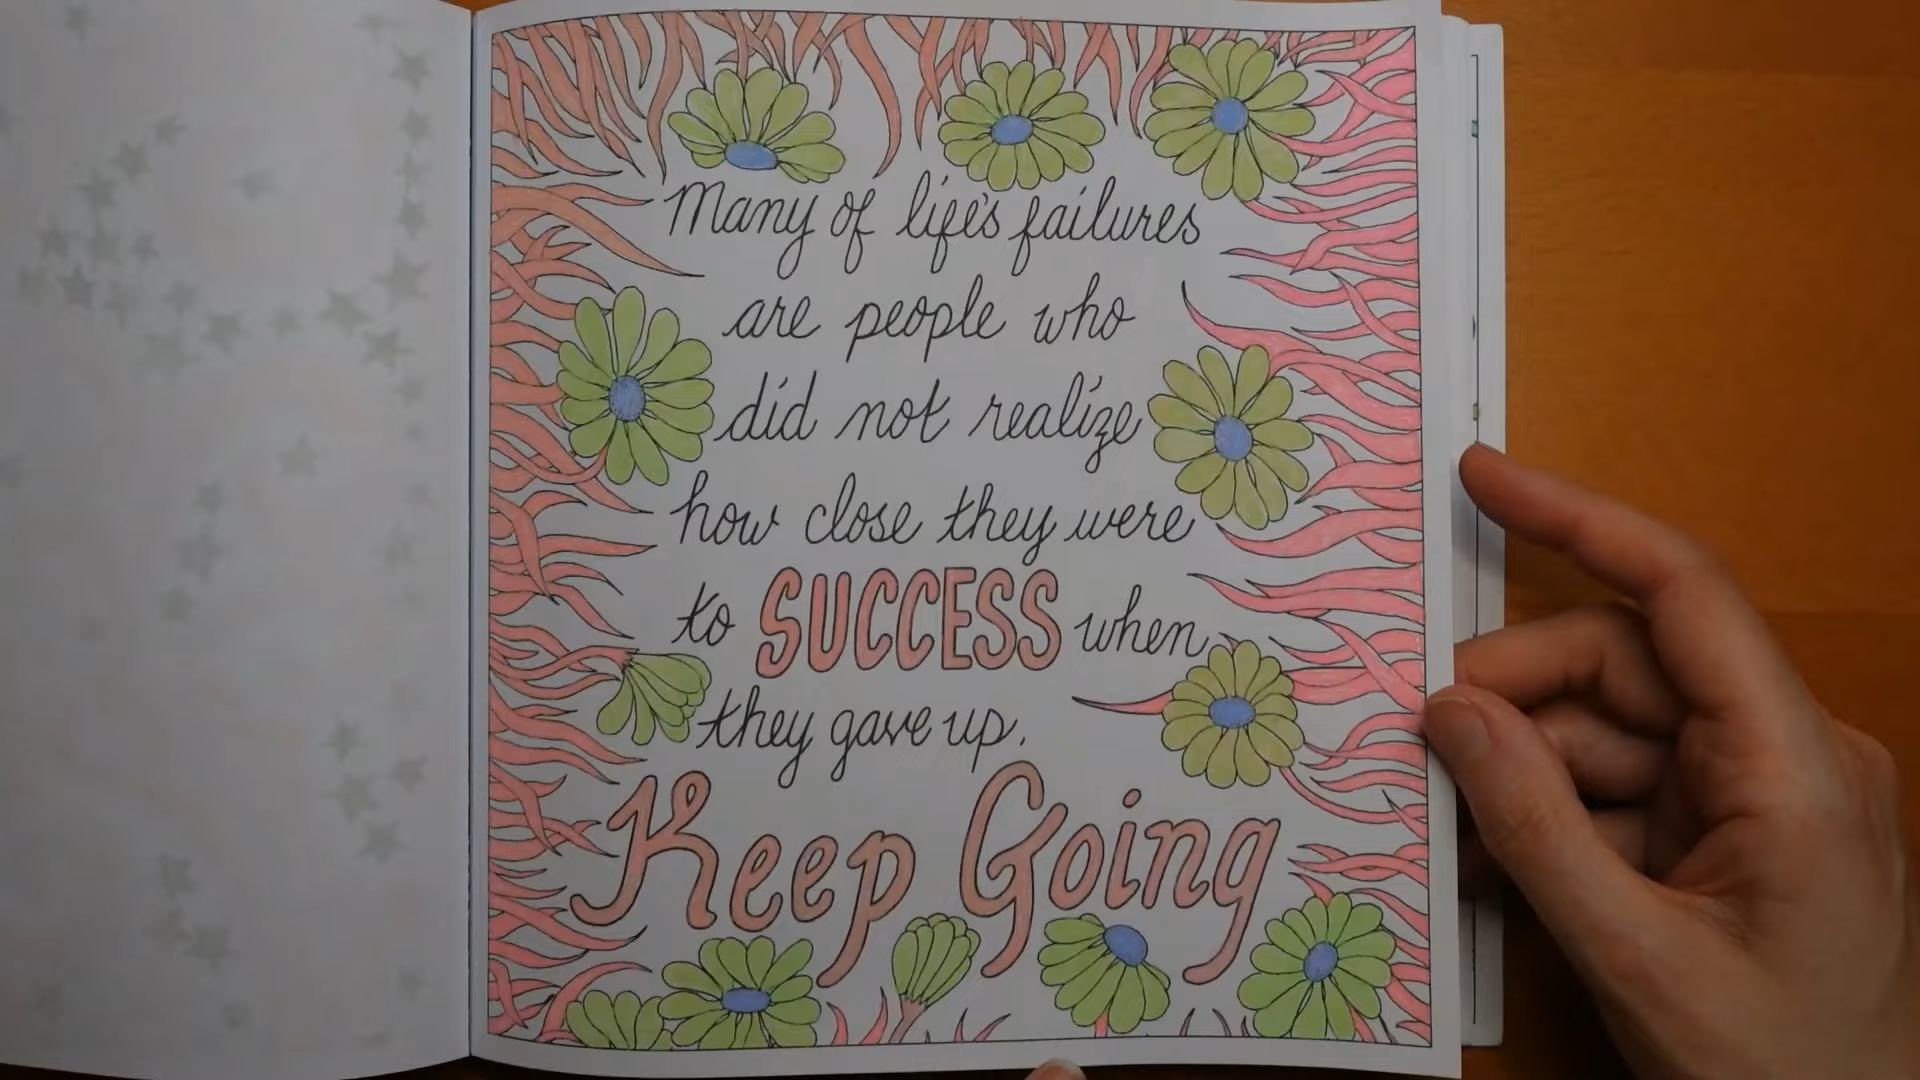 Many of life's failures
are people who
did not realize
how close they were
to SUCCESS when
they gave up.
Keep Going